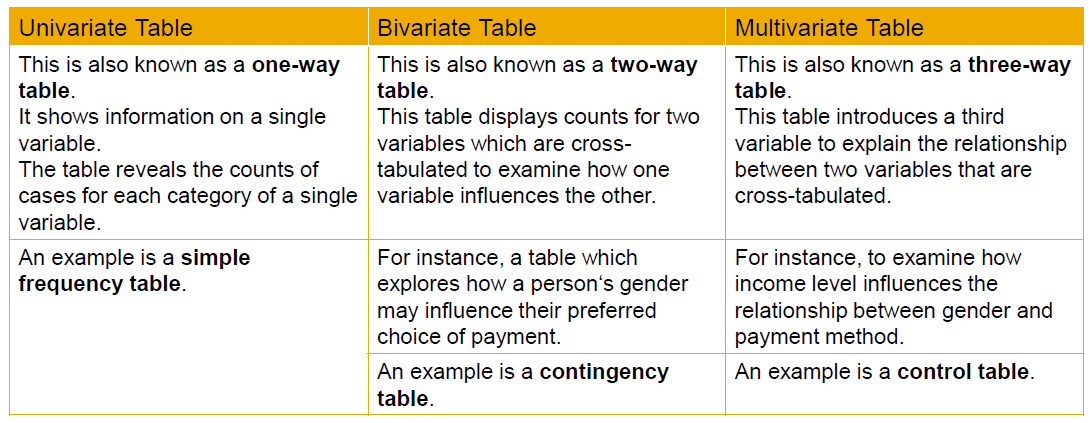 Univariate Table
Bivariate Table
Multivariate Table
This is also known as a one-way
table.
It shows information on a single
variable.
The table reveals the counts of
cases for each category of a single
variable.
This is also known as a two-way
table.
This table displays counts for two
variables which are cross-
tabulated to examine how one
variable influences the other.
This is also known as a three-way
table.
This table introduces a third
variable to explain the relationship
between two variables that are
cross-tabulated.
An example is a simple
frequency table.
For instance, a table which
explores how a person‘s gender
may influence their preferred
choice of payment.
For instance, to examine how
income level influences the
relationship between gender and
payment method.
An example is a contingency
table.
An example is a control table.